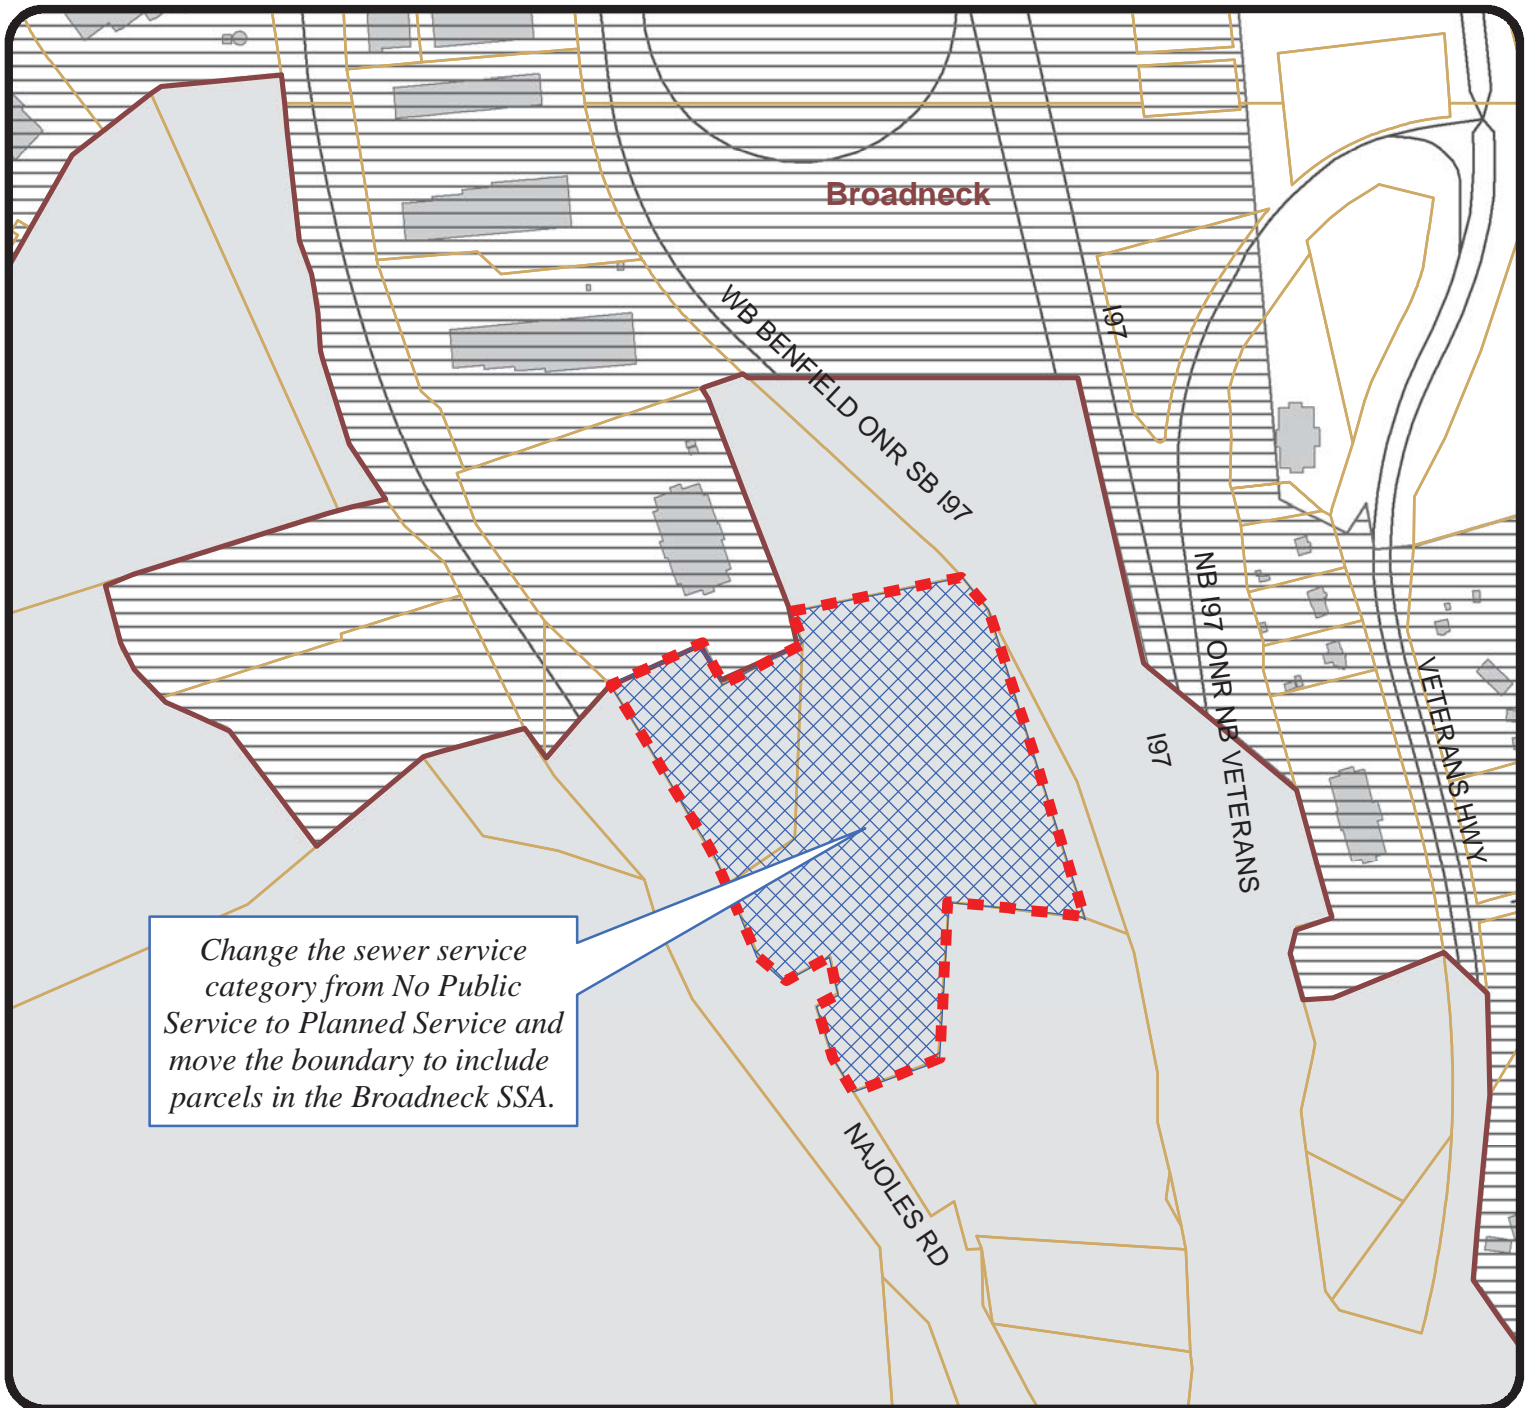 Broadneck
WB BENFIELD ONR SB I97
I97
NB I97 ONR NB VETERANS
I97
VETERANS HWY
Change the sewer service
category from No Public
Service to Planned Service and
move the boundary to include
parcels in the Broadneck SSA.
NAJOLES RD